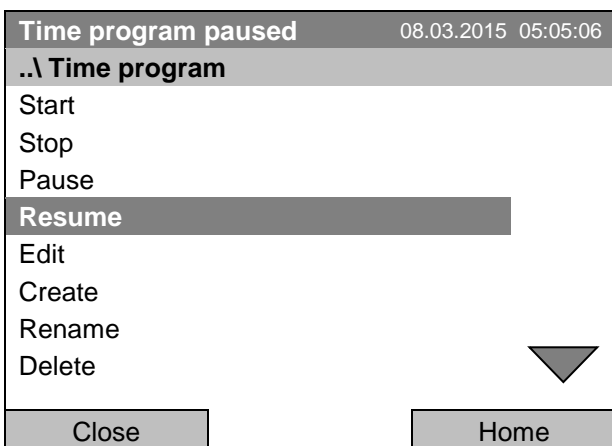 Time program paused 08.03.2015 05:05:06
..\ Time program
Start
Stop
Pause
Resume
Edit
Create
Rename
Delete
Close Home